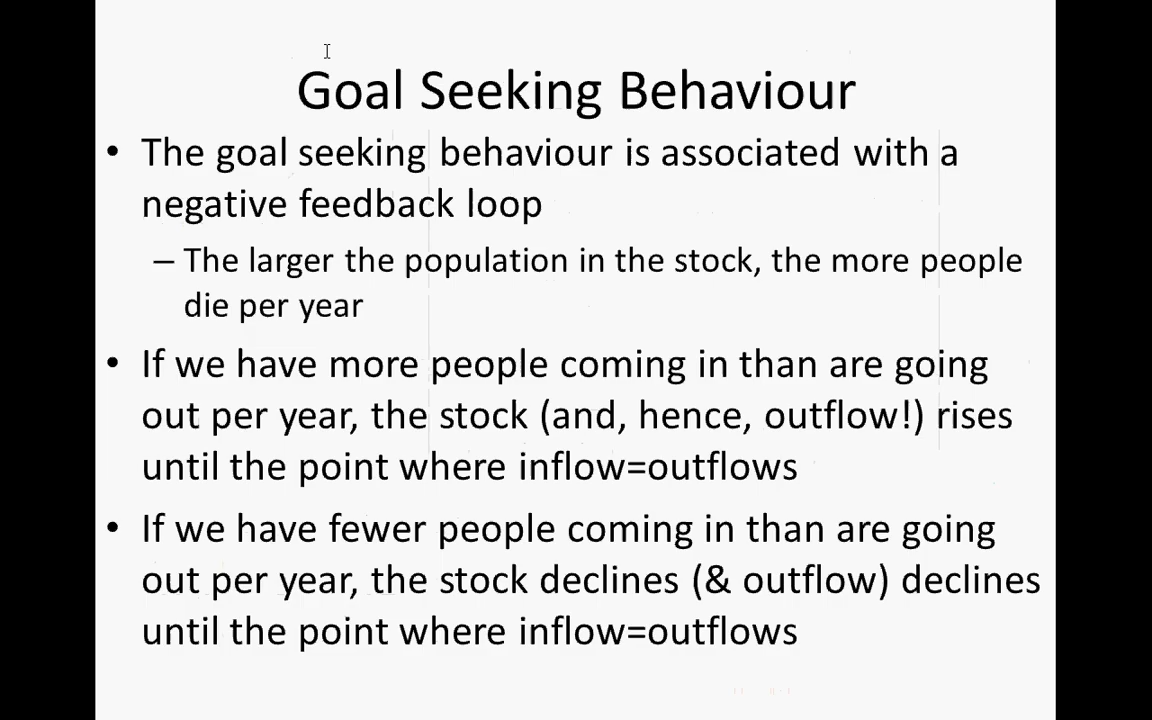 Goal Seeking Behaviour
• The goal seeking behaviour is associated with a
negative feedback loop
– The larger the population in the stock, the more people
die per year
• If we have more people coming in than are going
out per year, the stock (and, hence, outflow!) rises
until the point where inflow=outflows
• If we have fewer people coming in than are going
out per year, the stock declines (& outflow) declines
until the point where inflow=outflows